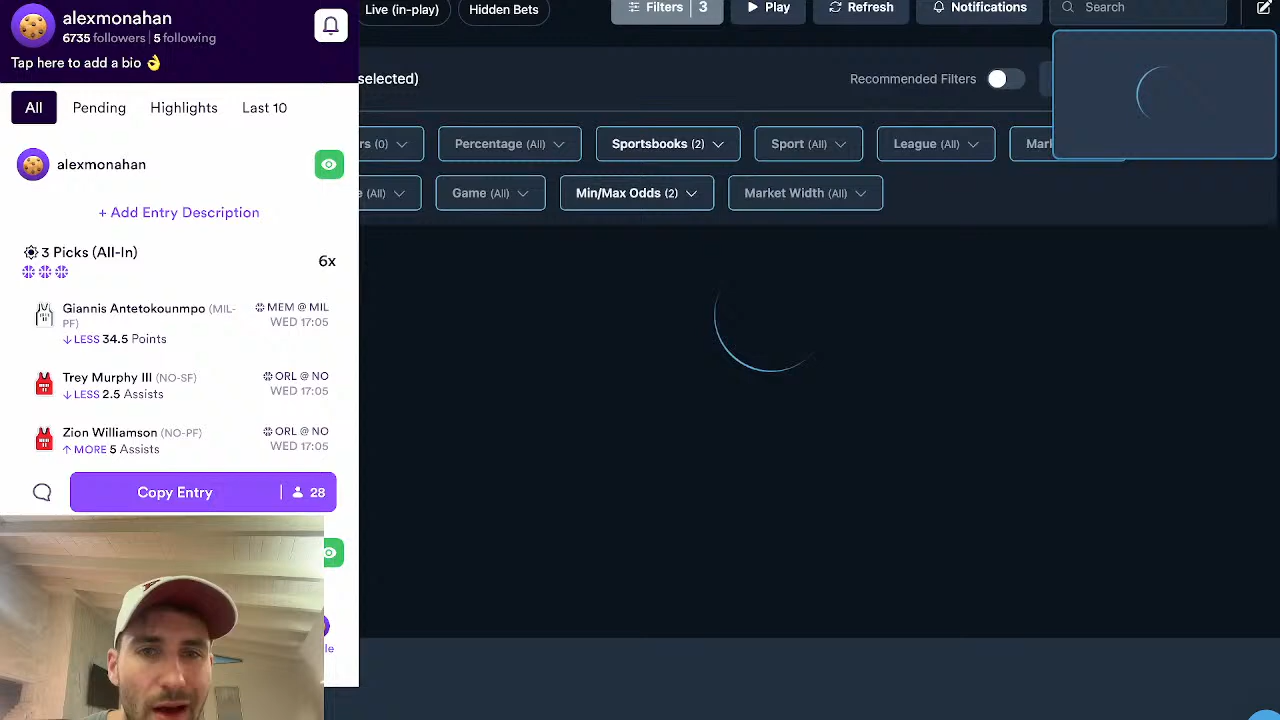 alexmonahan
6735 followers | 5 following
Tap here to add a bio 👌
All
Pending
Highlights
Last 10
alexmonahan
+ Add Entry Description
3 Picks (All-In)
6x
Giannis Antetokounmpo (MIL-
PF)
MEM @ MIL
WED 17:05
↓ LESS 34.5 Points
Trey Murphy III (NO-SF)
ORL @ NO
WED 17:05
↓ LESS 2.5 Assists
Zion Williamson (NO-PF)
ORL @ NO
WED 17:05
↑ MORE 5 Assists
Copy Entry
28
Live (in-play)
Hidden Bets
Filters
3
Play
Refresh
Notifications
Search
selected)
Recommended Filters
rs (0)
Percentage (All)
Sportsbooks (2)
Sport (All)
League (All)
Mar
e (All)
Game (All)
Min/Max Odds (2)
Market Width (All)
le